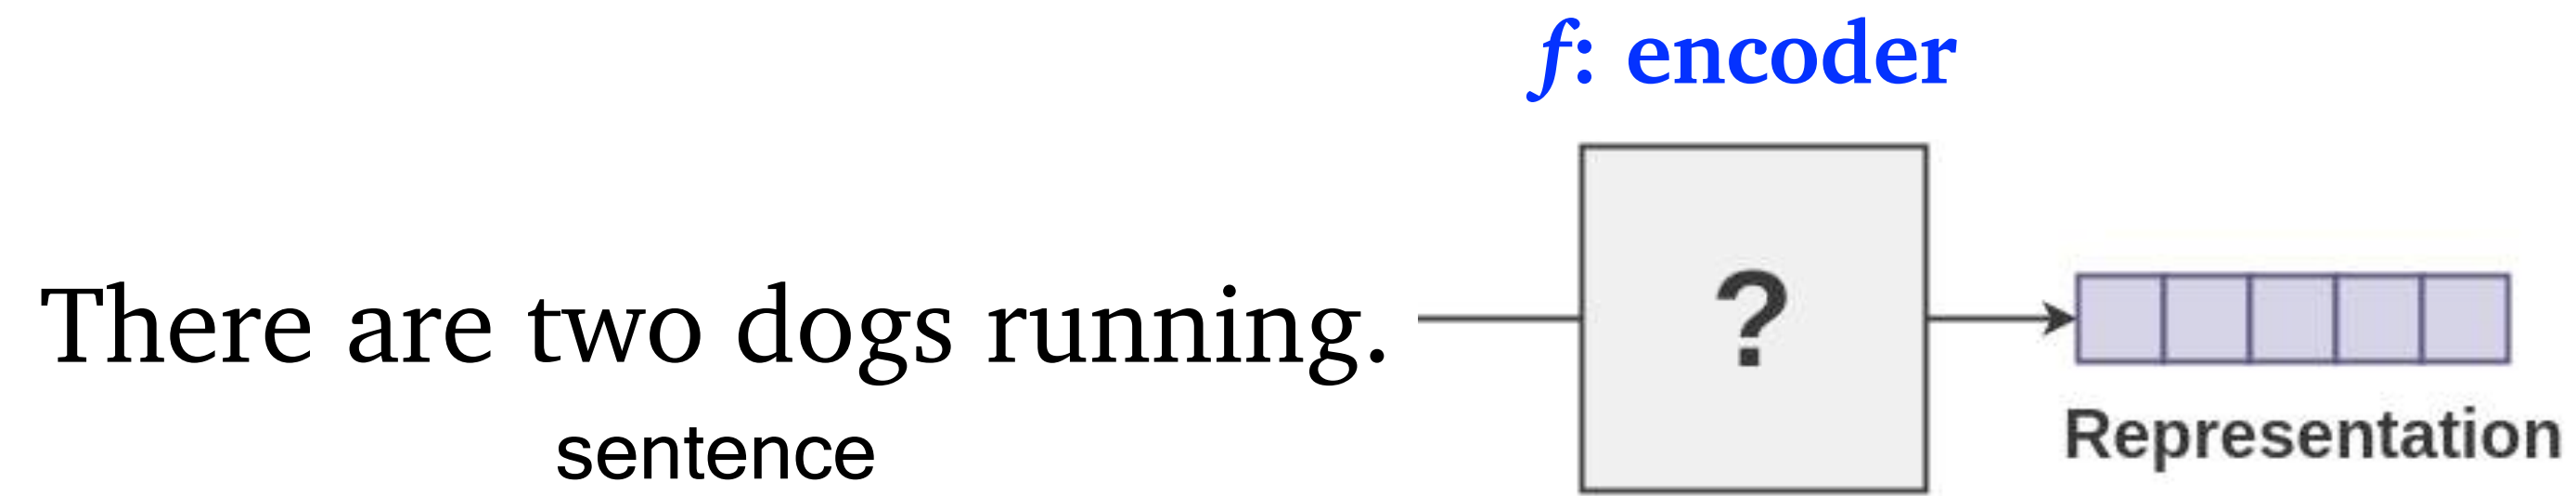 f: encoder
There are two dogs running.
sentence
?
Representation